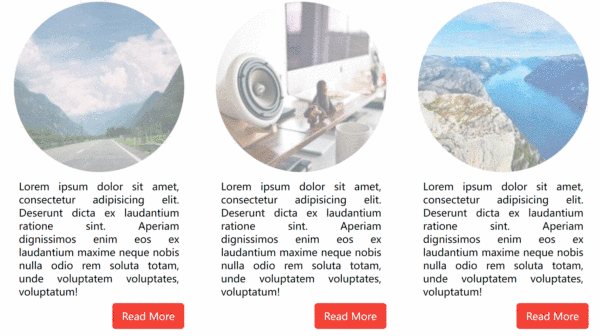 Lorem ipsum dolor sit amet,
consectetur adipisicing elit.
Deserunt dicta ex laudantium
ratione sint. Aperiam
dignissimos enim eos ex
laudantium maxime neque nobis
nulla odio rem soluta totam,
unde voluptatem voluptates,
voluptatum!
Read More
Lorem ipsum dolor sit amet,
consectetur adipisicing elit.
Deserunt dicta ex laudantium
ratione sint. Aperiam
dignissimos enim eos ex
laudantium maxime neque nobis
nulla odio rem soluta totam,
unde voluptatem voluptates,
voluptatum!
Read More
Lorem ipsum dolor sit amet,
consectetur adipisicing elit.
Deserunt dicta ex laudantium
ratione sint. Aperiam
dignissimos enim eos ex
laudantium maxime neque nobis
nulla odio rem soluta totam,
unde voluptatem voluptates,
voluptatum!
Read More